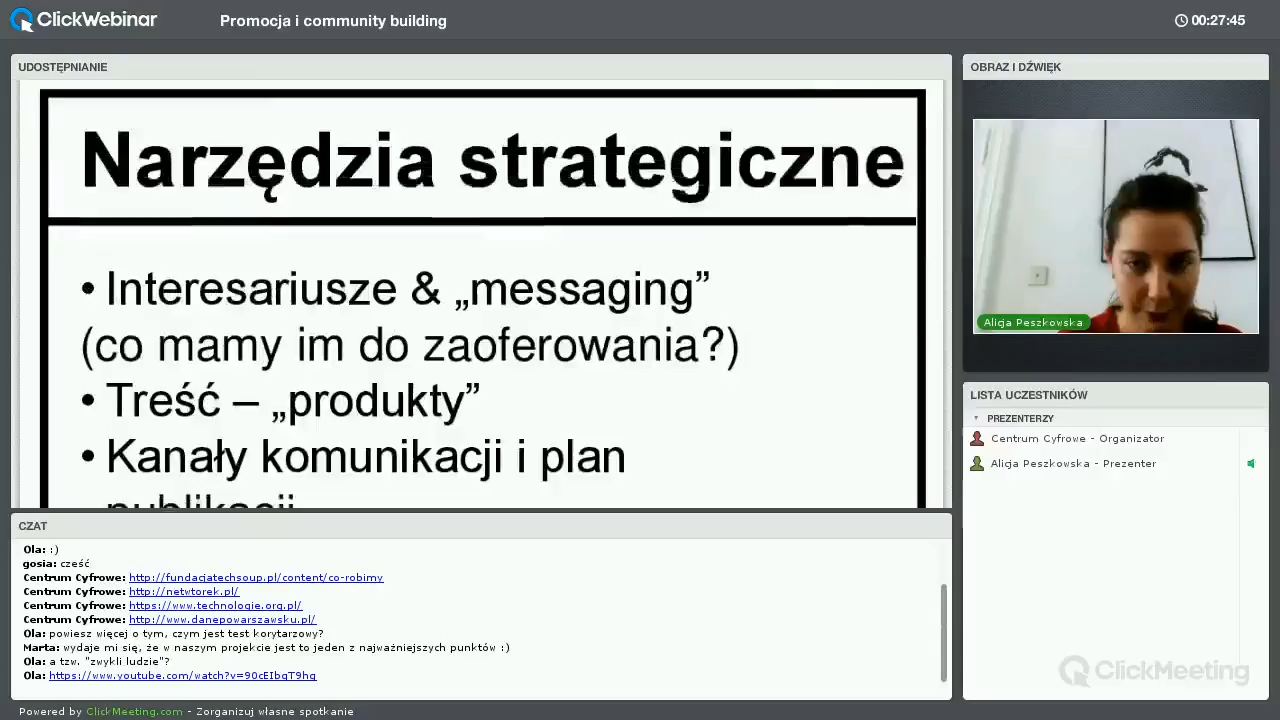 ClickWebinar
Promocja i community building
00:27:45
UDOSTĘPNIANIE
Narzędzia strategiczne
• Interesariusze & „messaging”
(co mamy im do zaoferowania?)
• Treść – „produkty”
• Kanały komunikacji i plan
publikacji
CZAT
Ola: :)
gosia: cześć
Centrum Cyfrowe: http://fundacjatechsoup.pl/content/co-robimy
Centrum Cyfrowe: http://netwtorek.pl/
Centrum Cyfrowe: https://www.technologie.org.pl/
Centrum Cyfrowe: http://www.danepowarszawsku.pl/
Ola: powiesz więcej o tym, czym jest test korytarzowy?
Marta: wydaje mi się, że w naszym projekcie jest to jeden z najważniejszych punktów :)
Ola: a tzw. "zwykli ludzie"?
Ola: https://www.youtube.com/watch?v=90cEIbqT9hg
OBRAZ I DŹWIĘK
Alicja Peszkowska
LISTA UCZESTNIKÓW
PREZENTERZY
Centrum Cyfrowe - Organizator
Alicja Peszkowska - Prezenter
ClickMeeting
Powered by ClickMeeting.com - Zorganizuj własne spotkanie